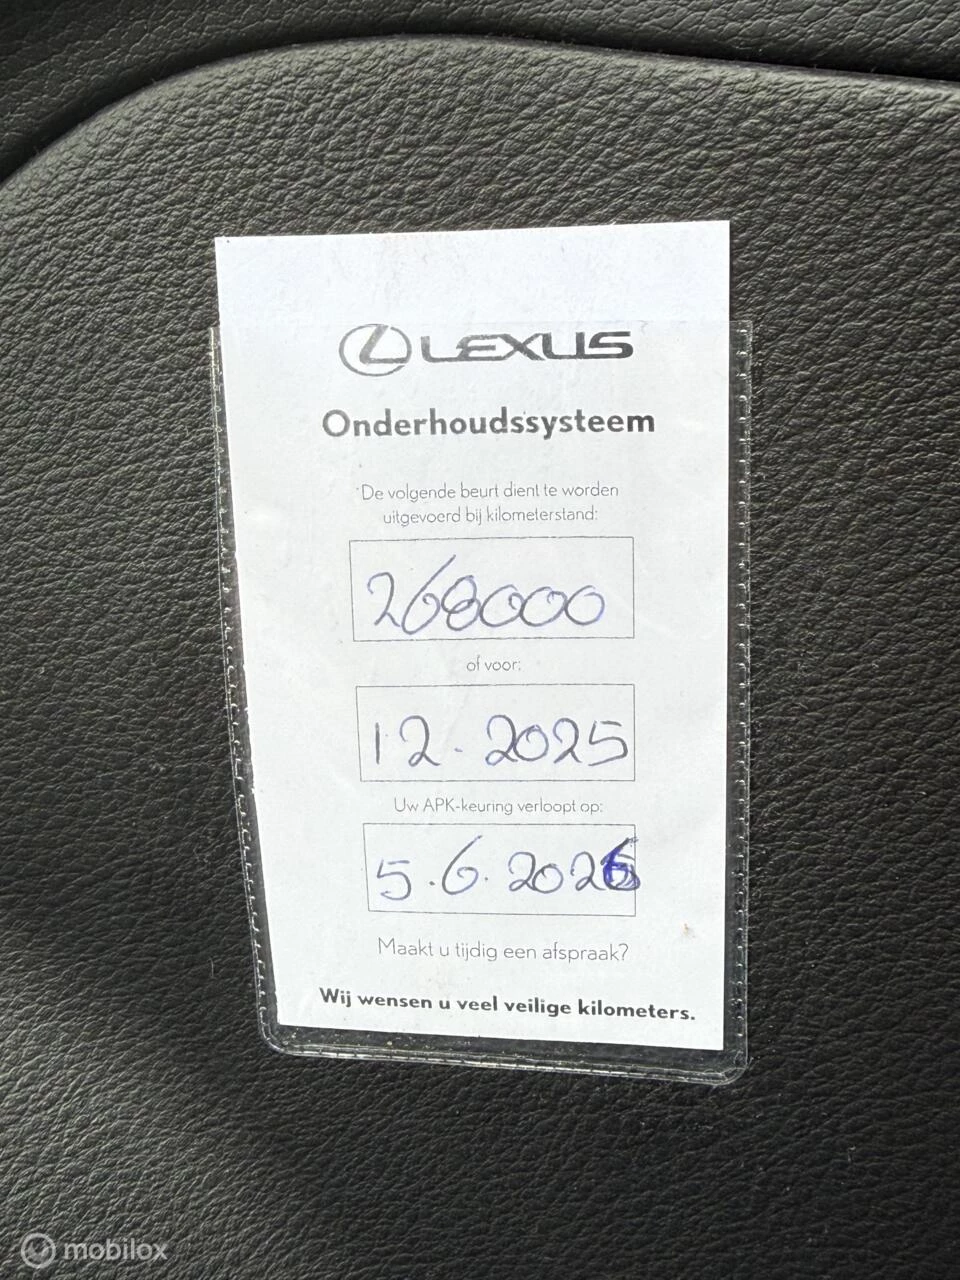 LEXUS
Onderhoudssysteem
De volgende beurt dient te worden
uitgevoerd bij kilometerstand:
268000
of voor:
12-2025
Uw APK-keuring verloopt op:
5.6.2026
Maakt u tijdig een afspraak?
Wij wensen u veel veilige kilometers.
mobilox